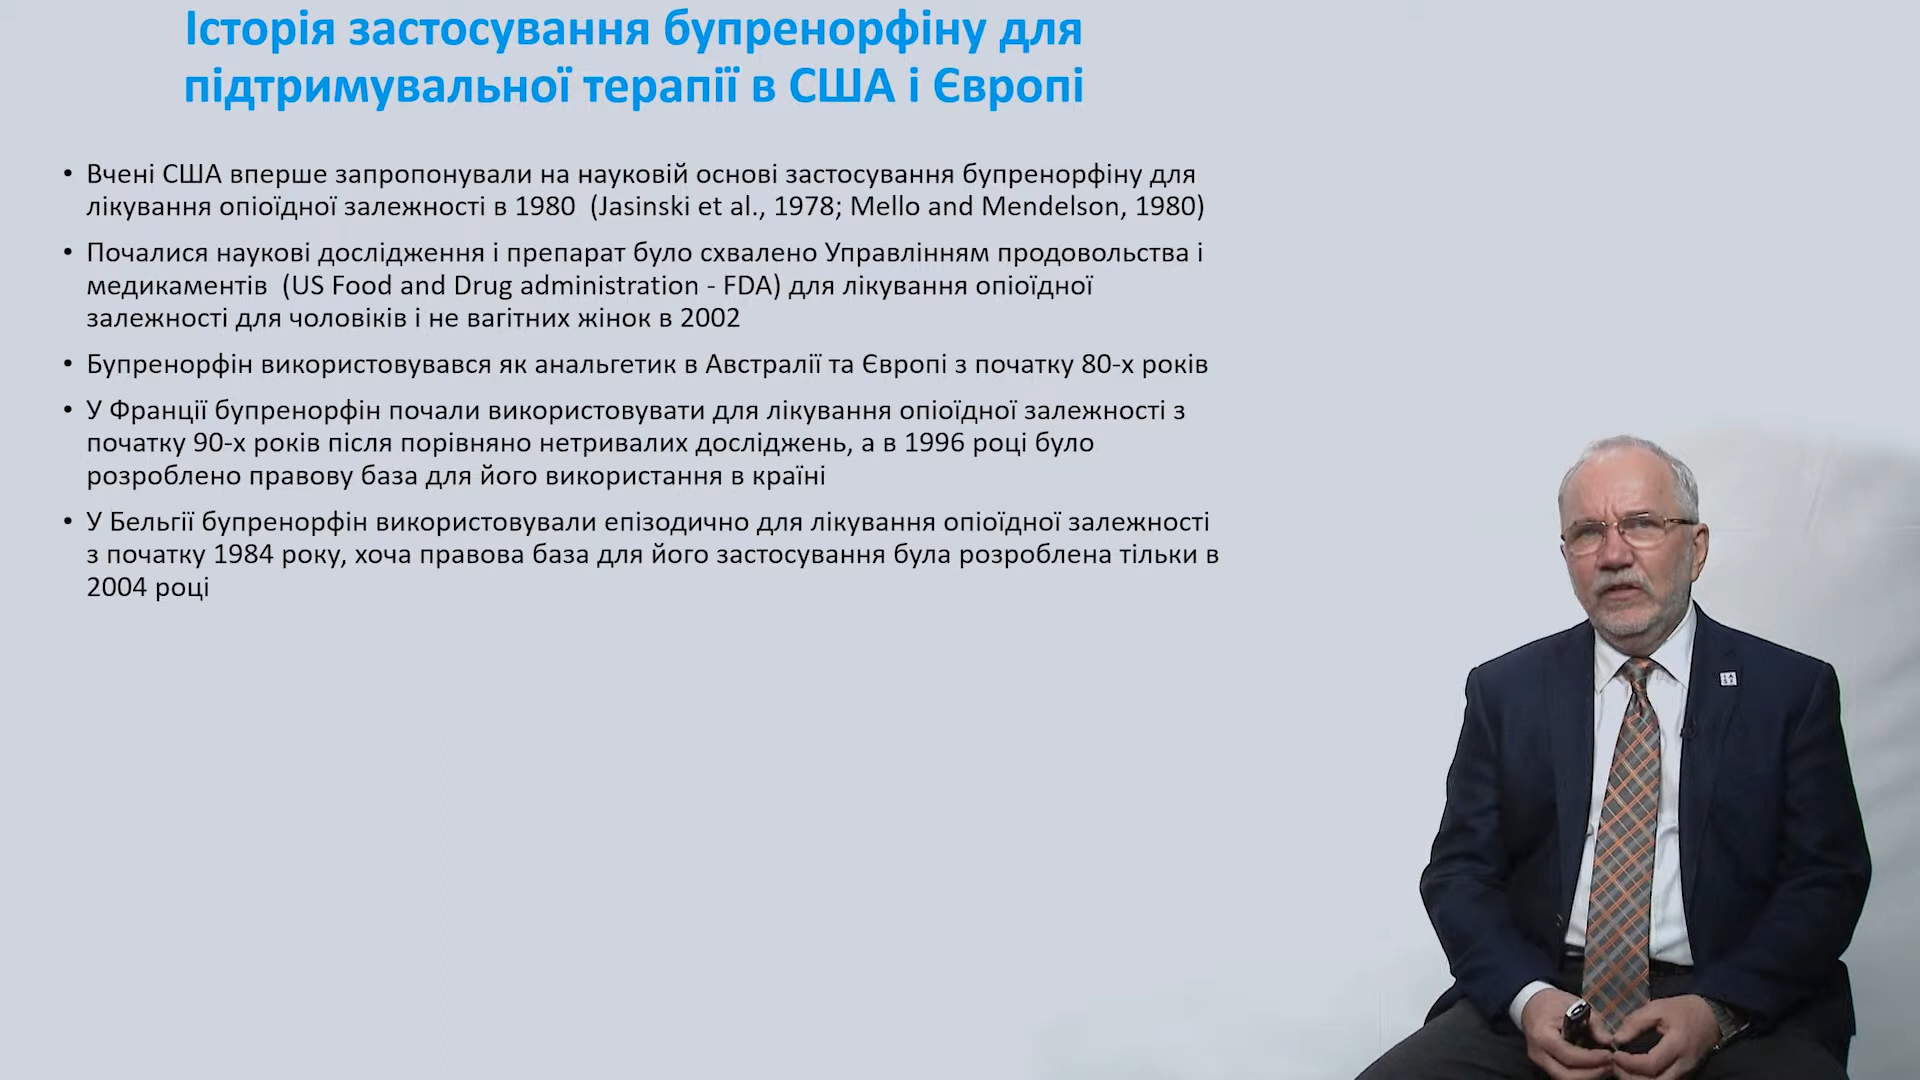 Історія застосування бупренорфіну для
підтримувальної терапії в США і Європі
• Вчені США вперше запропонували на науковій основі застосування бупренорфіну для
лікування опіоїдної залежності в 1980  (Jasinski et al., 1978; Mello and Mendelson, 1980)
• Почалися наукові дослідження і препарат було схвалено Управлінням продовольства і
медикаментів  (US Food and Drug administration - FDA) для лікування опіоїдної
залежності для чоловіків і не вагітних жінок в 2002
• Бупренорфін використовувався як анальгетик в Австралії та Європі з початку 80-х років
• У Франції бупренорфін почали використовувати для лікування опіоїдної залежності з
початку 90-х років після порівняно нетривалих досліджень, а в 1996 році було
розроблено правову база для його використання в країні
• У Бельгії бупренорфін використовували епізодично для лікування опіоїдної залежності
з початку 1984 року, хоча правова база для його застосування була розроблена тільки в
2004 році